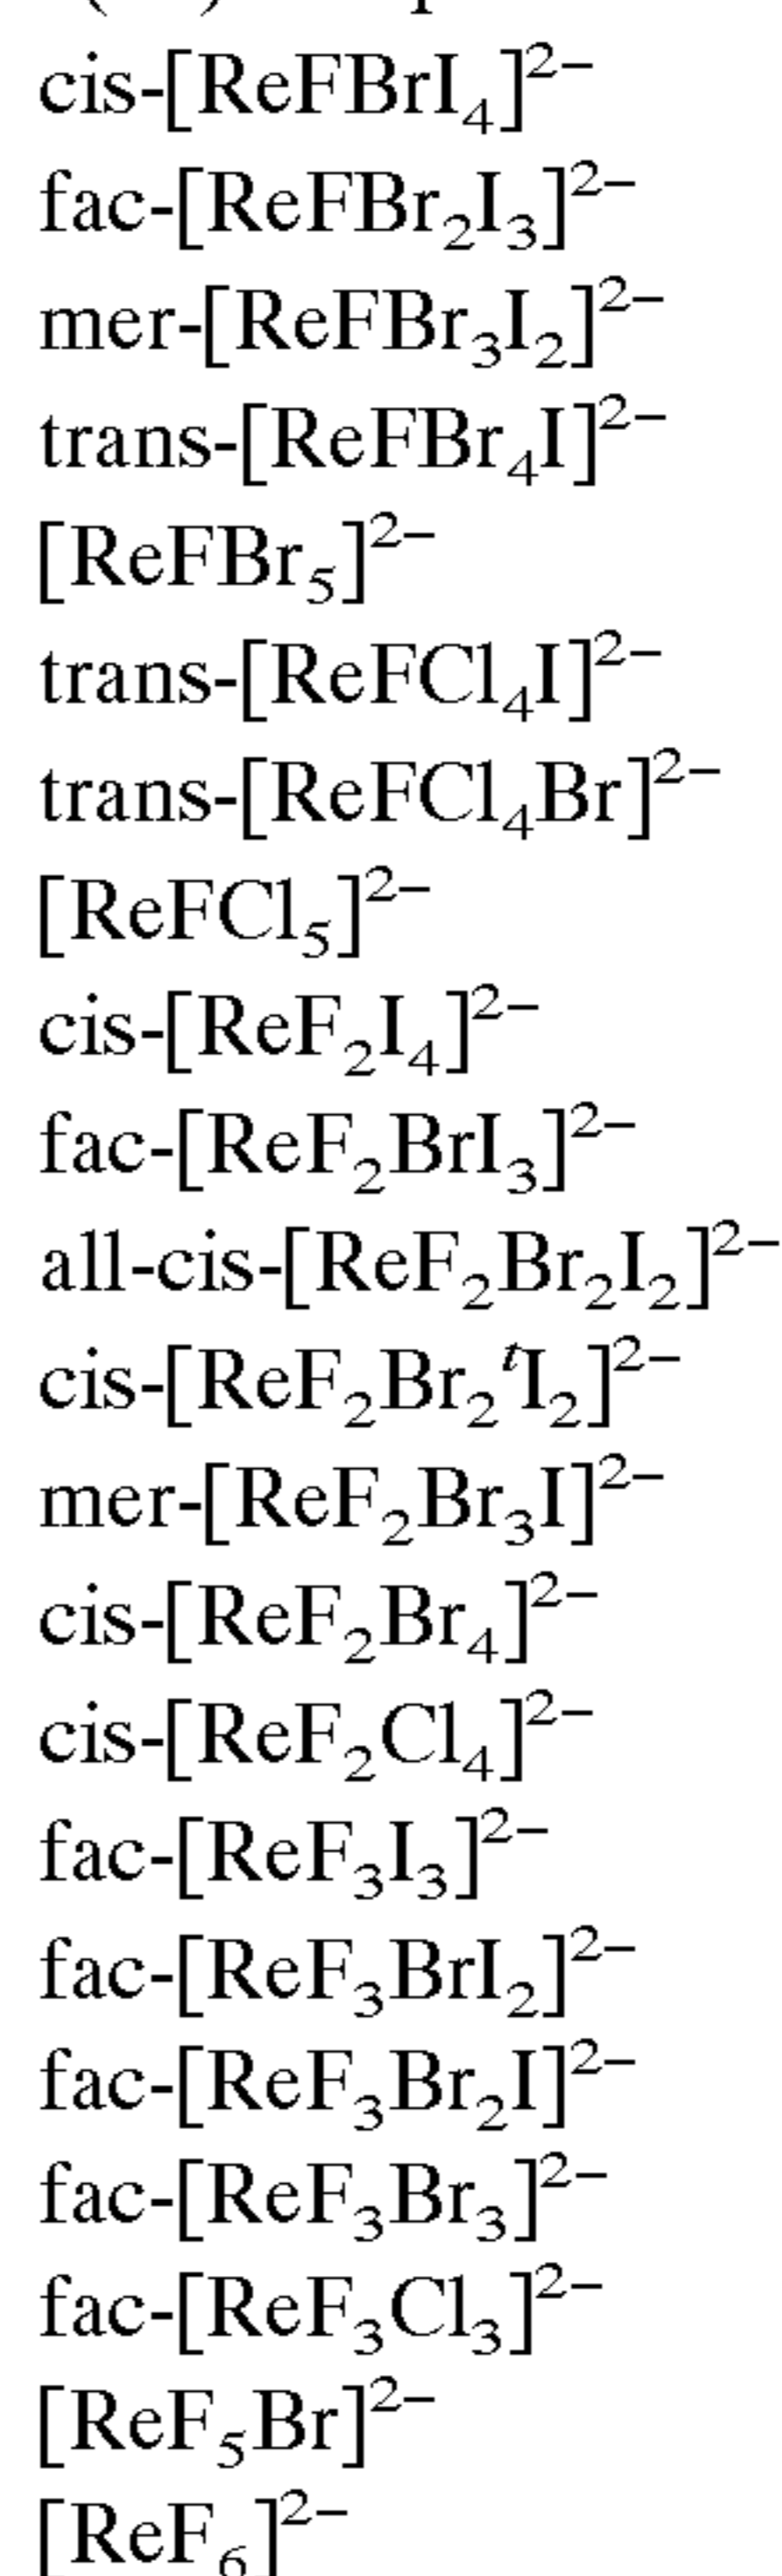 cis-[ReFBrI₄]²⁻
fac-[ReFBr₂I₃]²⁻
mer-[ReFBr₃I₂]²⁻
trans-[ReFBr₄I]²⁻
[ReFBr₅]²⁻
trans-[ReFCl₄I]²⁻
trans-[ReFCl₄Br]²⁻
[ReFCl₅]²⁻
cis-[ReF₂I₄]²⁻
fac-[ReF₂BrI₃]²⁻
all-cis-[ReF₂Br₂I₂]²⁻
cis-[ReF₂Br₂ᵗI₂]²⁻
mer-[ReF₂Br₃I]²⁻
cis-[ReF₂Br₄]²⁻
cis-[ReF₂Cl₄]²⁻
fac-[ReF₃I₃]²⁻
fac-[ReF₃BrI₂]²⁻
fac-[ReF₃Br₂I]²⁻
fac-[ReF₃Br₃]²⁻
fac-[ReF₃Cl₃]²⁻
[ReF₅Br]²⁻
[ReF₆]²⁻